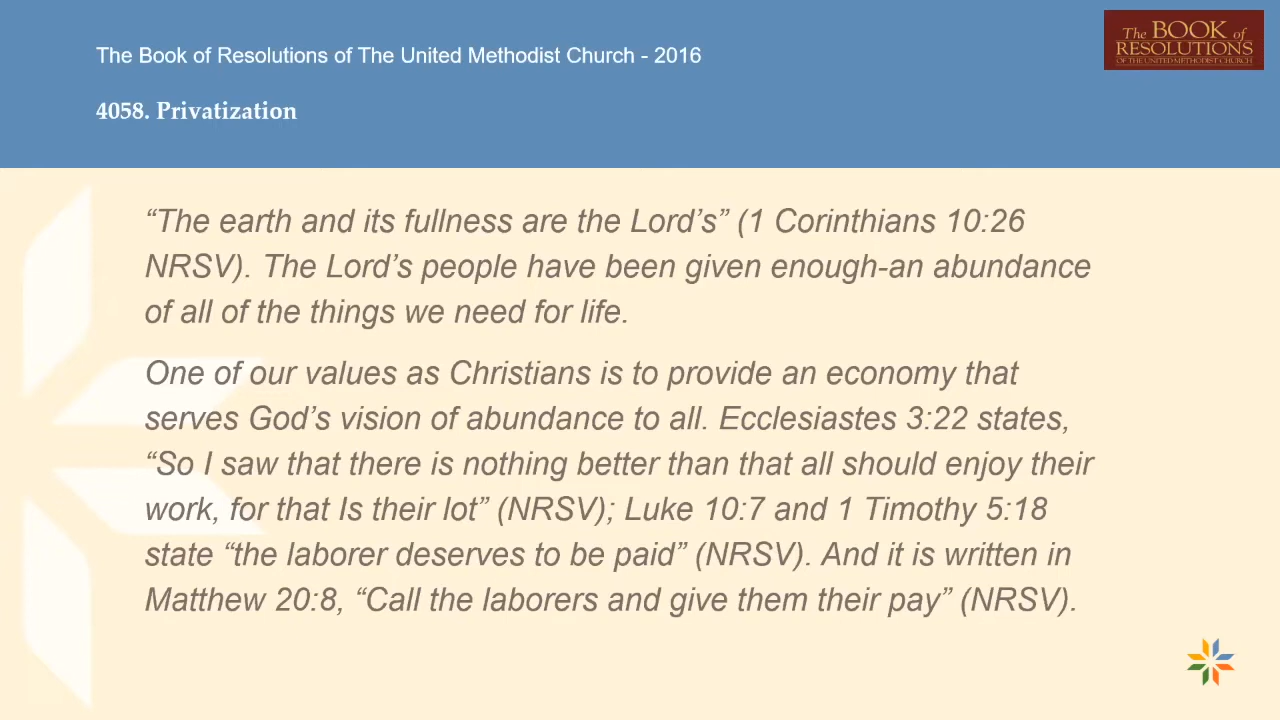 The Book of Resolutions of The United Methodist Church - 2016
The BOOK of
RESOLUTIONS
OF THE UNITED METHODIST CHURCH
4058. Privatization
“The earth and its fullness are the Lord’s” (1 Corinthians 10:26
NRSV). The Lord’s people have been given enough-an abundance
of all of the things we need for life.
One of our values as Christians is to provide an economy that
serves God’s vision of abundance to all. Ecclesiastes 3:22 states,
“So I saw that there is nothing better than that all should enjoy their
work, for that Is their lot” (NRSV); Luke 10:7 and 1 Timothy 5:18
state “the laborer deserves to be paid” (NRSV). And it is written in
Matthew 20:8, “Call the laborers and give them their pay” (NRSV).